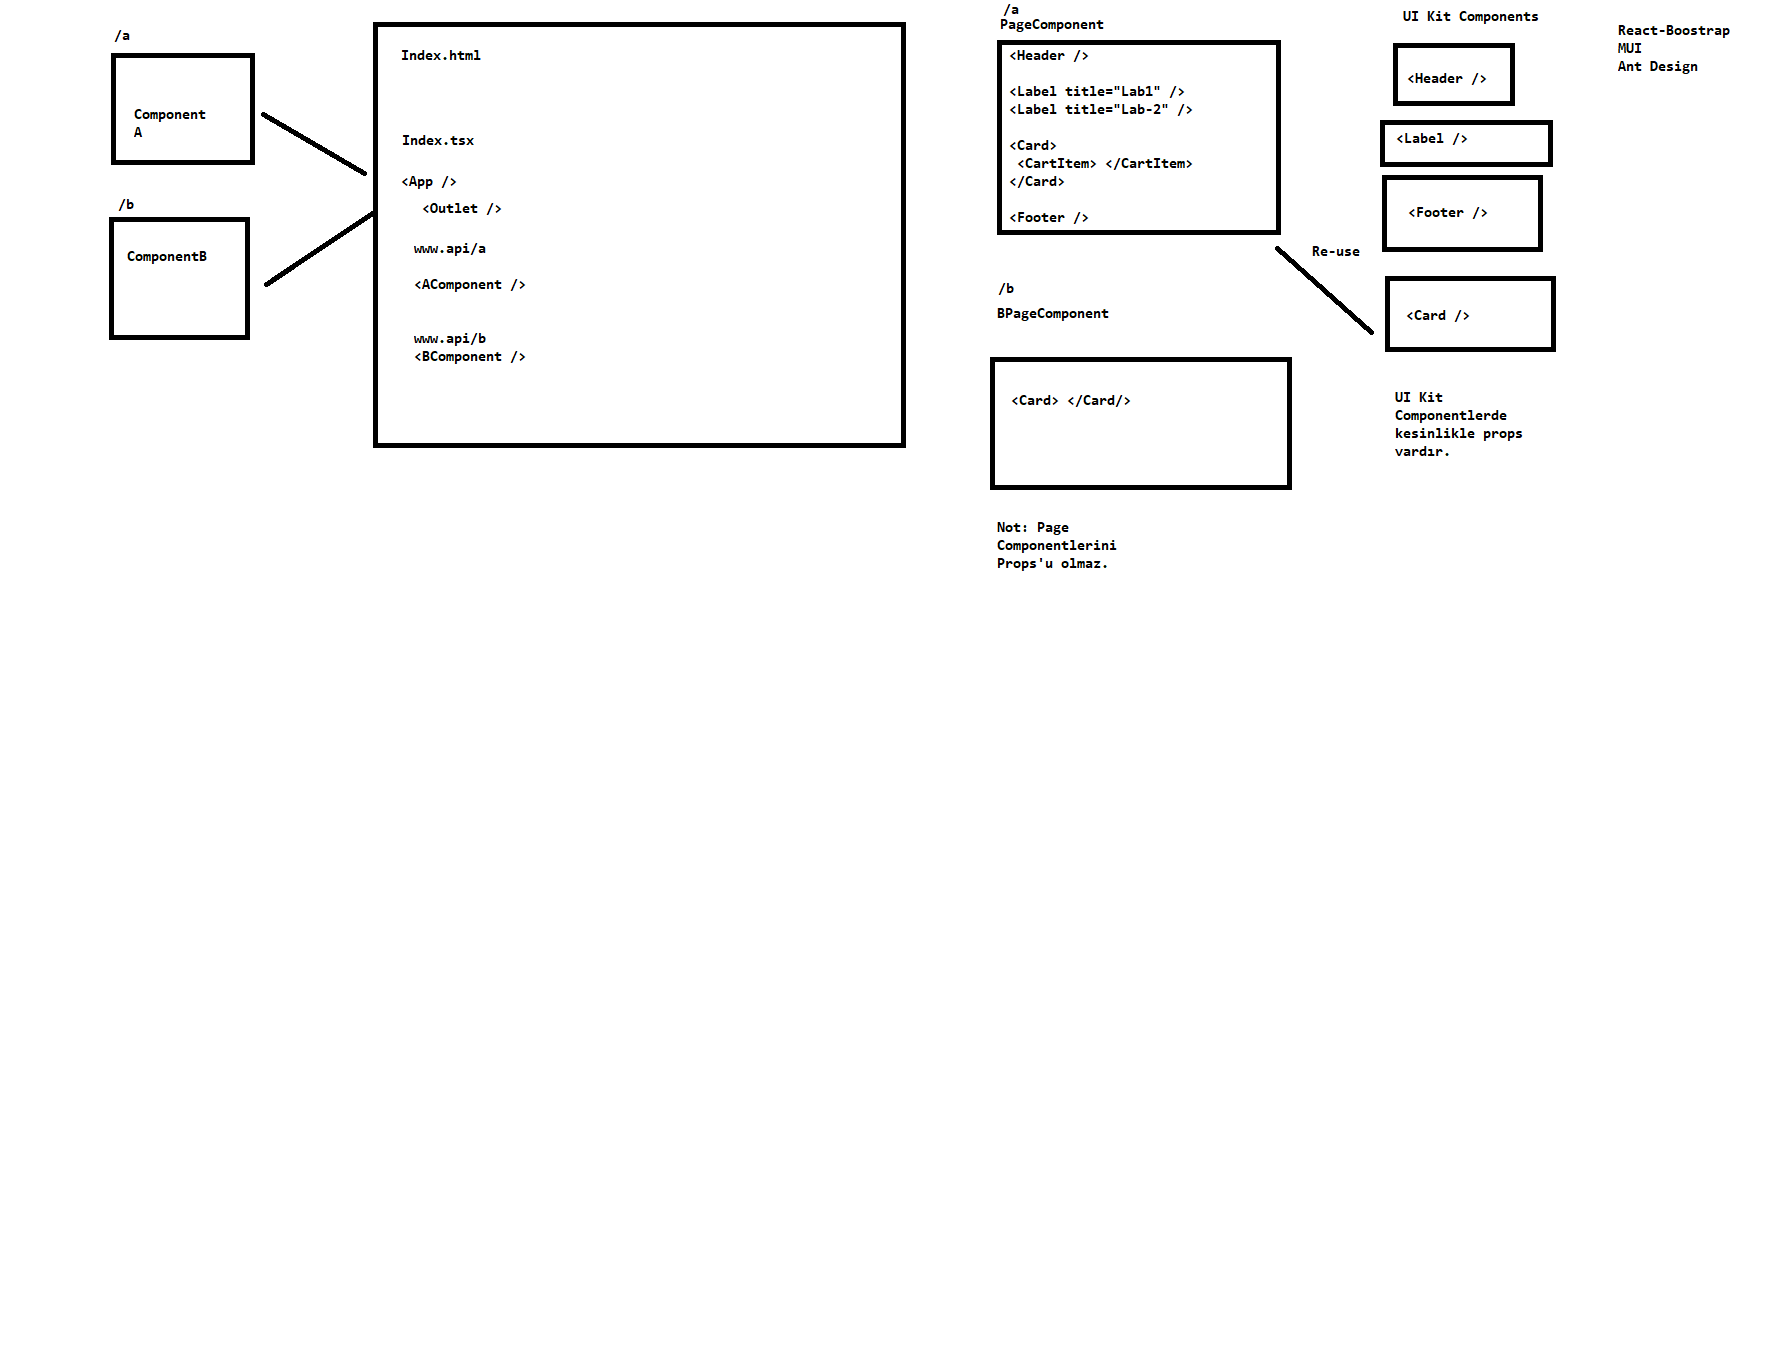 /a
Component
A
/b
ComponentB
Index.html
Index.tsx
<App />
<Outlet />
www.api/a
<AComponent />
www.api/b
<BComponent />
/a
PageComponent
<Header />
<Label title="Lab1" />
<Label title="Lab-2" />
<Card>
<CartItem> </CartItem>
</Card>
<Footer />
Re-use
/b
BPageComponent
<Card> </Card/>
Not: Page
Componentlerini
Props'u olmaz.
UI Kit Components
<Header />
<Label />
<Footer />
<Card />
UI Kit
Componentlerde
kesinlikle props
vardır.
React-Boostrap
MUI
Ant Design